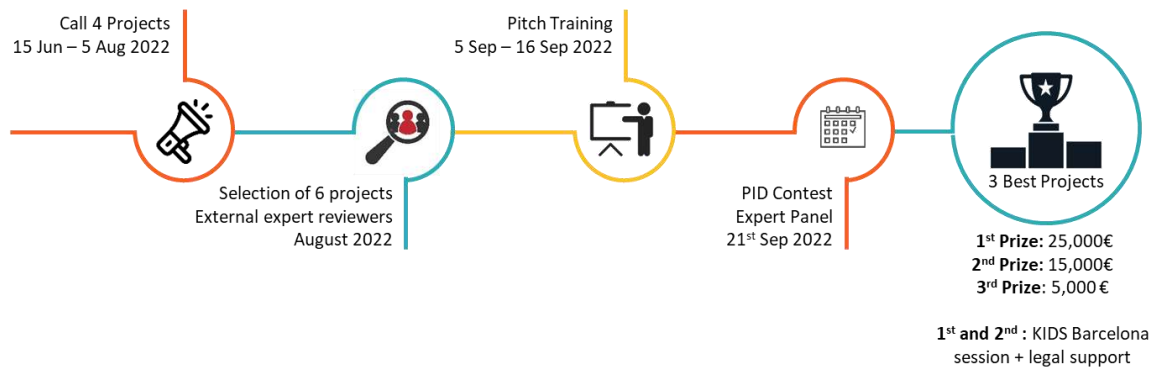 Call 4 Projects
15 Jun – 5 Aug 2022
Selection of 6 projects
External expert reviewers
August 2022
Pitch Training
5 Sep – 16 Sep 2022
PID Contest
Expert Panel
21st Sep 2022
3 Best Projects
1st Prize: 25,000€
2nd Prize: 15,000€
3rd Prize: 5,000 €
1st and 2nd : KIDS Barcelona
session + legal support